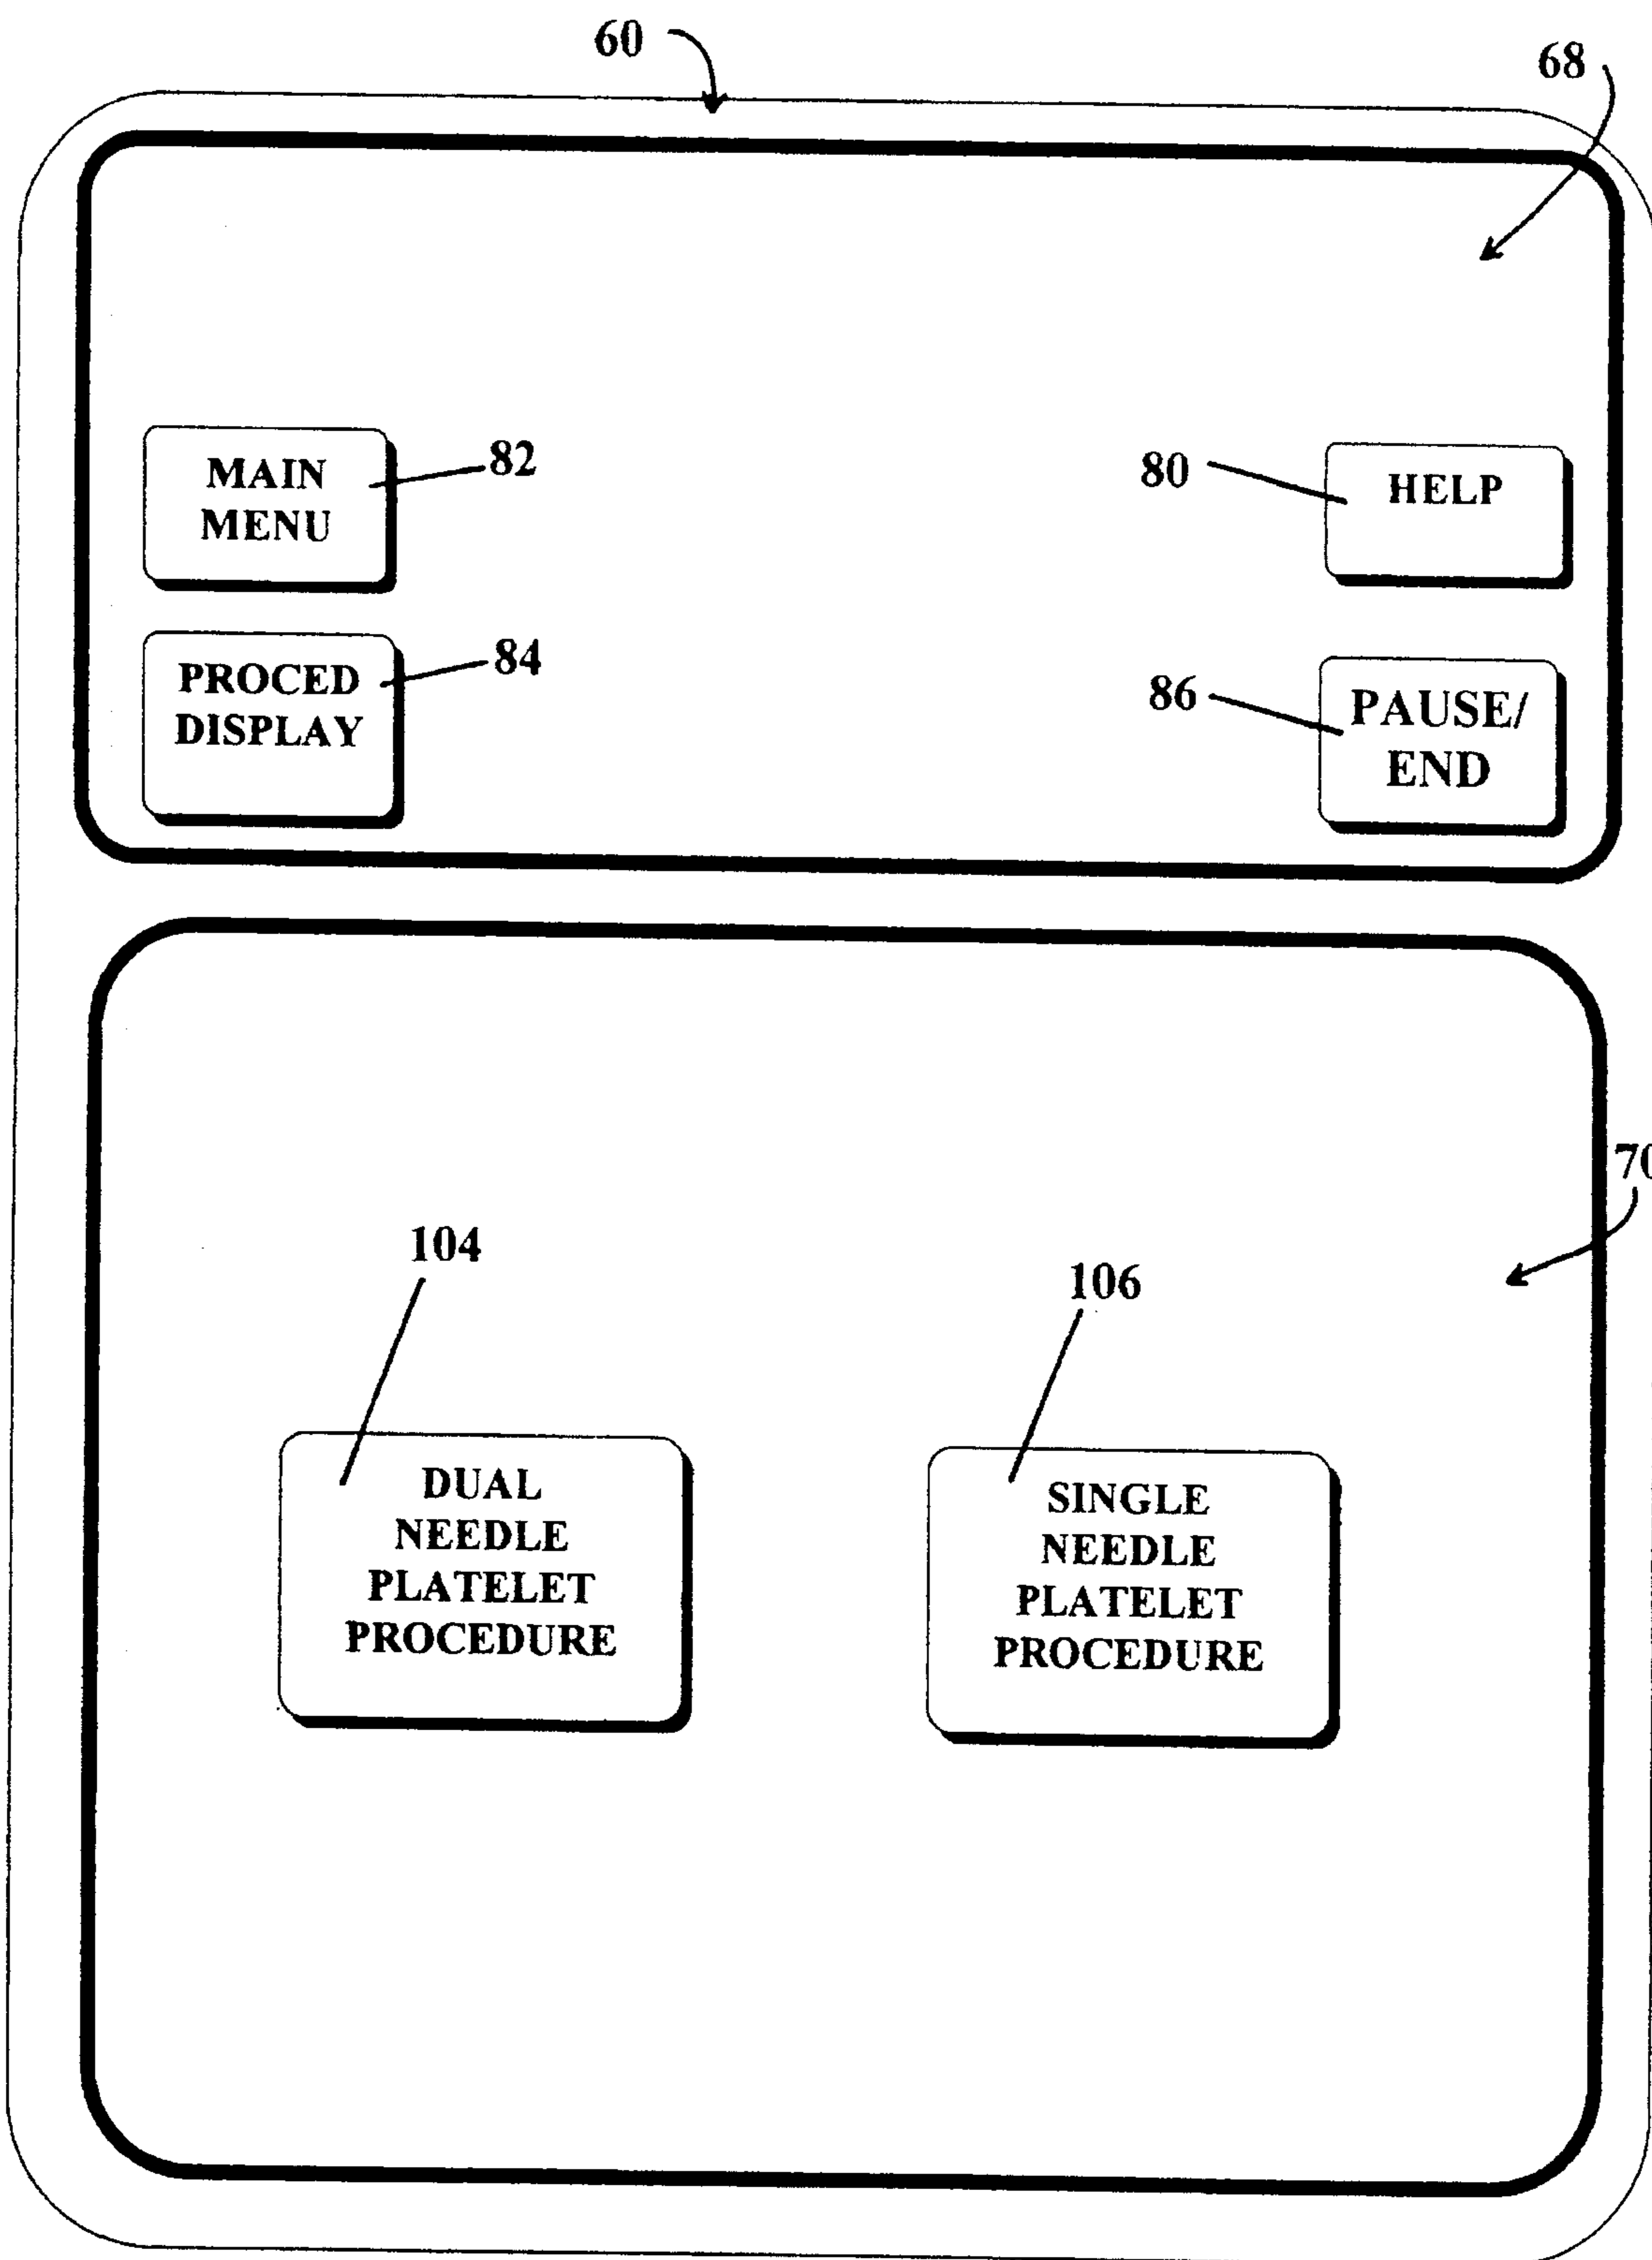 60
68
MAIN
MENU
82
80
HELP
PROCED
DISPLAY
84
86
PAUSE/
END
70
104
106
DUAL
NEEDLE
PLATELET
PROCEDURE
SINGLE
NEEDLE
PLATELET
PROCEDURE